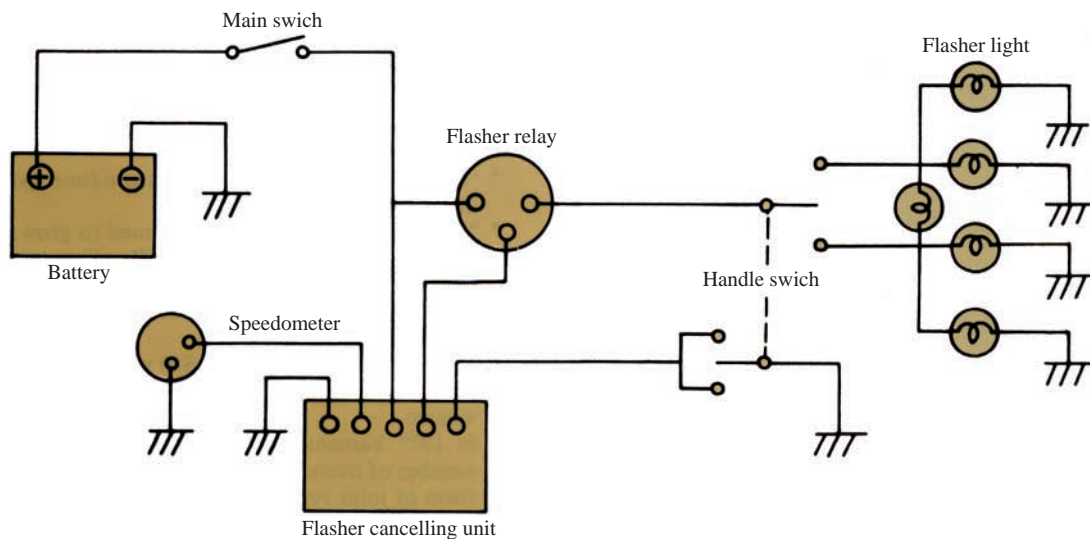 Main swich
Flasher light
Flasher relay
Battery
Handle swich
Speedometer
Flasher cancelling unit